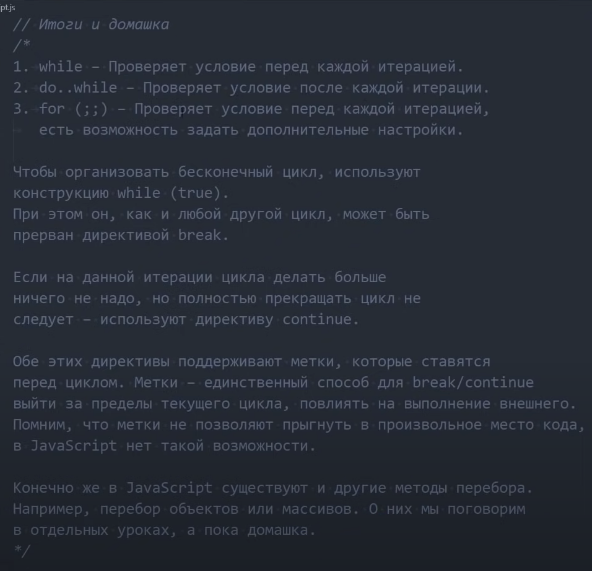 pt.js
// Итоги и домашка
/*
1. while – Проверяет условие перед каждой итерацией.
2. do..while – Проверяет условие после каждой итерации.
3. for (;;) – Проверяет условие перед каждой итерацией,
есть возможность задать дополнительные настройки.
Чтобы организовать бесконечный цикл, используют
конструкцию while (true).
При этом он, как и любой другой цикл, может быть
прерван директивой break.
Если на данной итерации цикла делать больше
ничего не надо, но полностью прекращать цикл не
следует – используют директиву continue.
Обе этих директивы поддерживают метки, которые ставятся
перед циклом. Метки – единственный способ для break/continue
выйти за пределы текущего цикла, повлиять на выполнение внешнего.
Помним, что метки не позволяют прыгнуть в произвольное место кода,
в JavaScript нет такой возможности.
Конечно же в JavaScript существуют и другие методы перебора.
Например, перебор объектов или массивов. О них мы поговорим
в отдельных уроках, а пока домашка.
*/